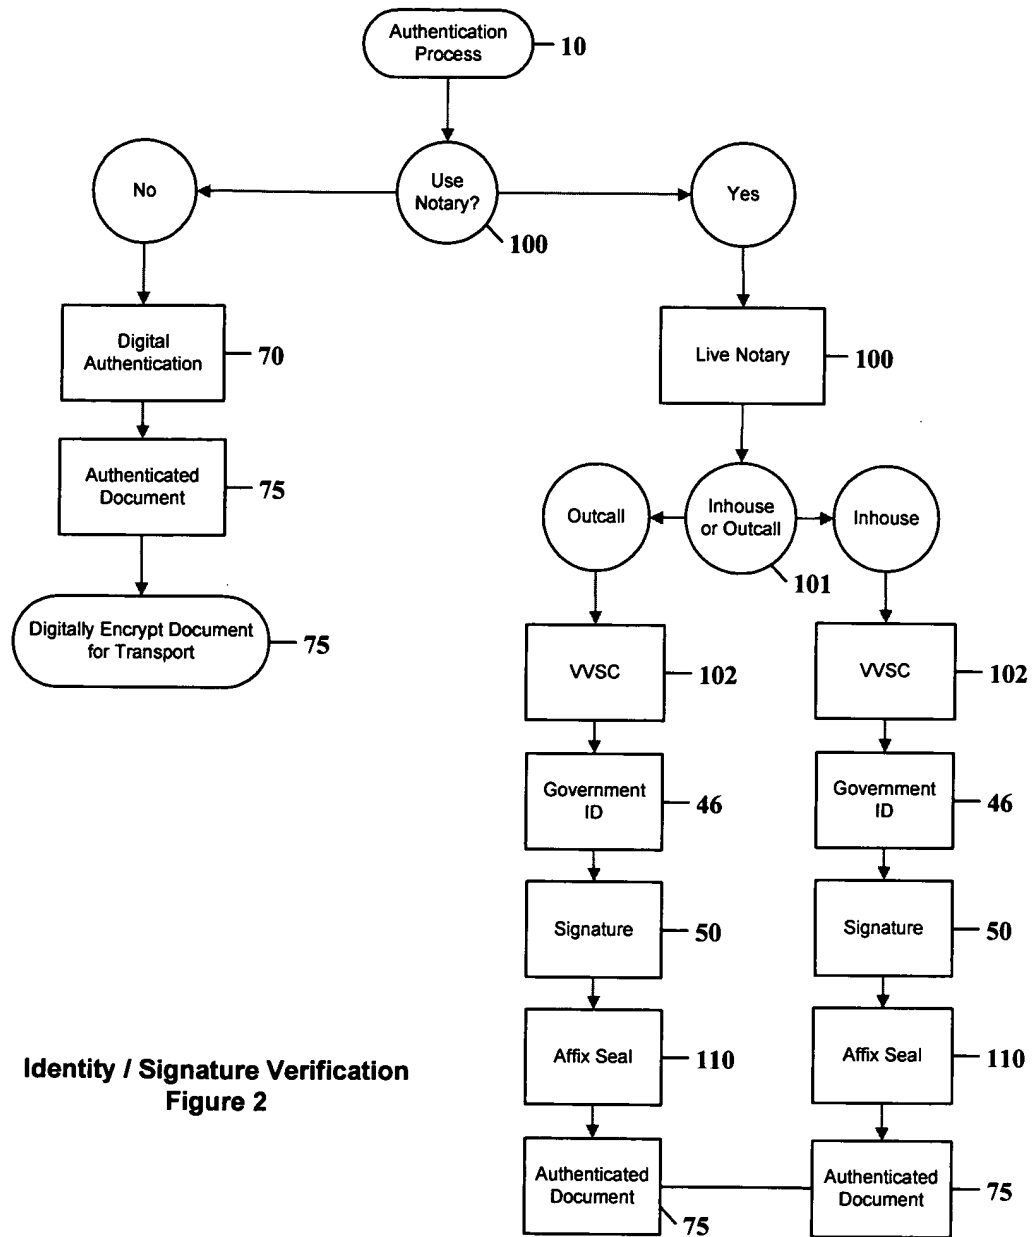 Authentication
Process
10
No
Use
Notary?
100
Yes
Digital
Authentication
70
Live Notary
100
Authenticated
Document
75
Outcall
Inhouse
or Outcall
101
Inhouse
Digitally Encrypt Document
for Transport
75
VVSC
102
VVSC
102
Government
ID
46
Government
ID
46
Signature
50
Signature
50
Affix Seal
110
Affix Seal
110
Identity / Signature Verification
Figure 2
Authenticated
Document
75
Authenticated
Document
75